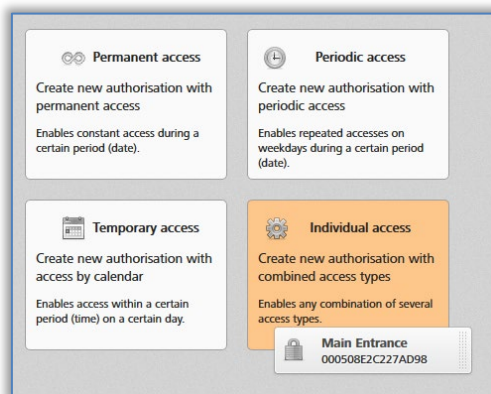 Permanent access
Create new authorisation with
permanent access
Enables constant access during a
certain period (date).
Periodic access
Create new authorisation with
periodic access
Enables repeated accesses on
weekdays during a certain period
(date).
Temporary access
Create new authorisation with
access by calendar
Enables access within a certain
period (time) on a certain day.
Individual access
Create new authorisation with
combined access types
Enables any combination of several
access types.
Main Entrance
000508E2C227AD98